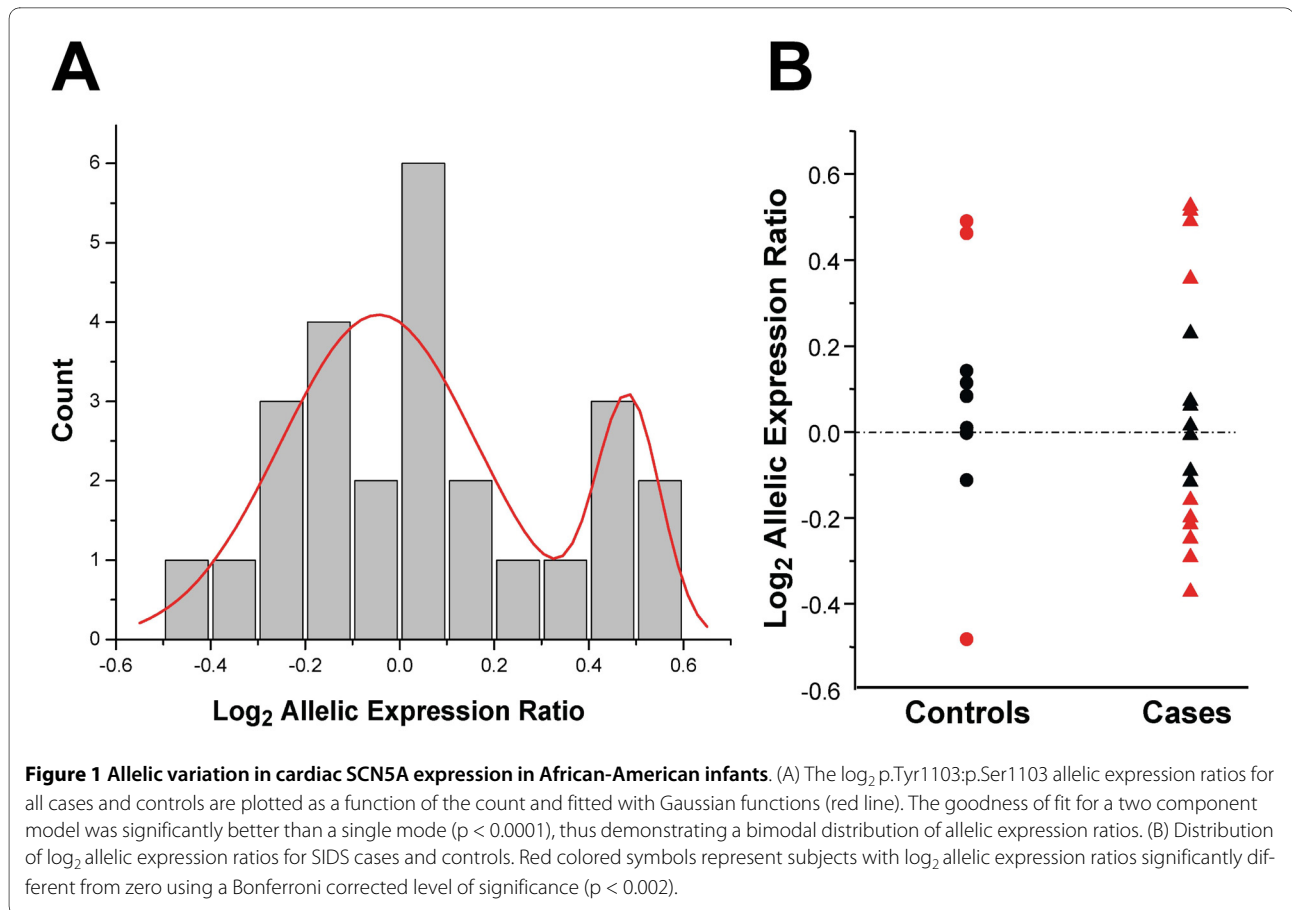 A
B
6
5
4
3
2
1
0
Count
-0.6
-0.4
-0.2
0.0
0.2
0.4
0.6
Log2 Allelic Expression Ratio
0.6
0.4
0.2
0.0
-0.2
-0.4
-0.6
Log2 Allelic Expression Ratio
Controls
Cases
Figure 1 Allelic variation in cardiac SCN5A expression in African-American infants. (A) The log2 p.Tyr1103:p.Ser1103 allelic expression ratios for
all cases and controls are plotted as a function of the count and fitted with Gaussian functions (red line). The goodness of fit for a two component
model was significantly better than a single mode (p < 0.0001), thus demonstrating a bimodal distribution of allelic expression ratios. (B) Distribution
of log2 allelic expression ratios for SIDS cases and controls. Red colored symbols represent subjects with log2 allelic expression ratios significantly dif-
ferent from zero using a Bonferroni corrected level of significance (p < 0.002).